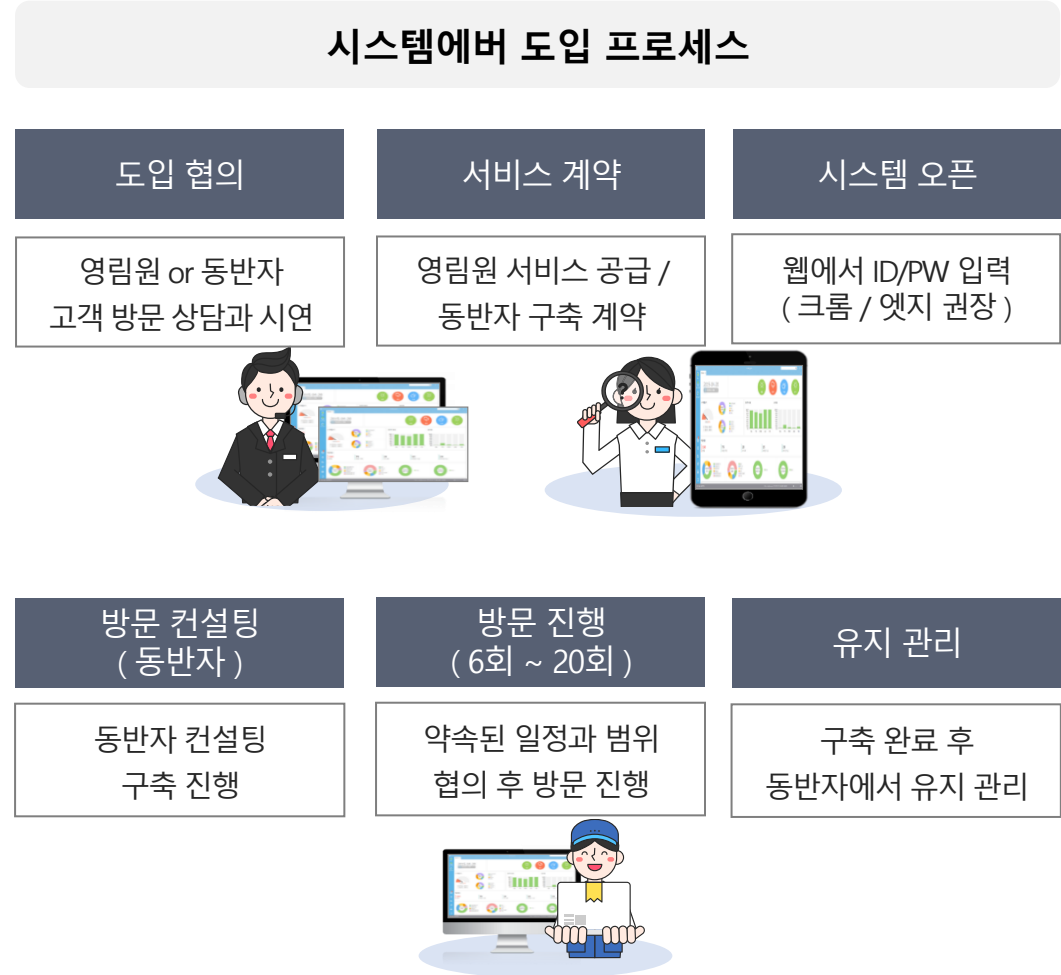 시스템에버 도입 프로세스
도입 협의
영림원 or 동반자
고객 방문 상담과 시연
서비스 계약
영림원 서비스 공급 /
동반자 구축 계약
시스템 오픈
웹에서 ID/PW 입력
( 크롬 / 엣지 권장 )
?
방문 컨설팅
( 동반자 )
동반자 컨설팅
구축 진행
방문 진행
( 6회 ~ 20회 )
약속된 일정과 범위
협의 후 방문 진행
유지 관리
구축 완료 후
동반자에서 유지 관리